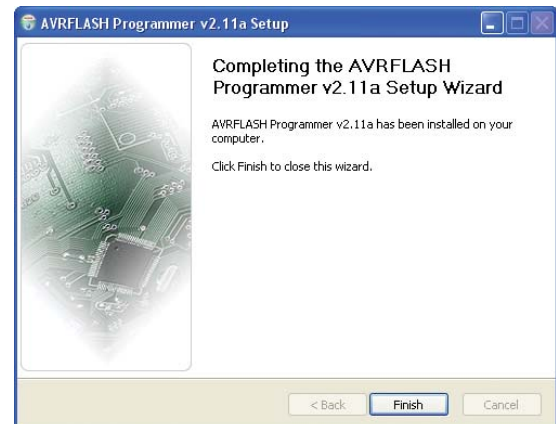 AVRFLASH Programmer v2.11a Setup
Completing the AVRFLASH
Programmer v2.11a Setup Wizard
AVRFLASH Programmer v2.11a has been installed on your
computer.
Click Finish to close this wizard.
< Back
Finish
Cancel